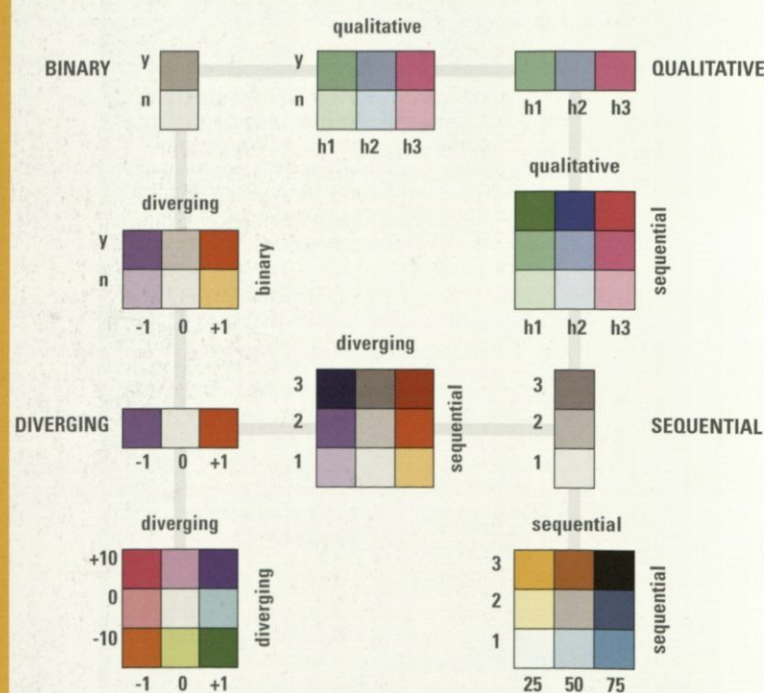 qualitative
BINARY y n
y n
h1 h2 h3
h1 h2 h3
QUALITATIVE
diverging
y n
binary
-1 0 +1
qualitative
sequential
h1 h2 h3
DIVERGING
-1 0 +1
diverging
3 2 1
sequential
3 2 1
SEQUENTIAL
diverging
+10 0 -10
diverging
-1 0 +1
sequential
3 2 1
sequential
25 50 75